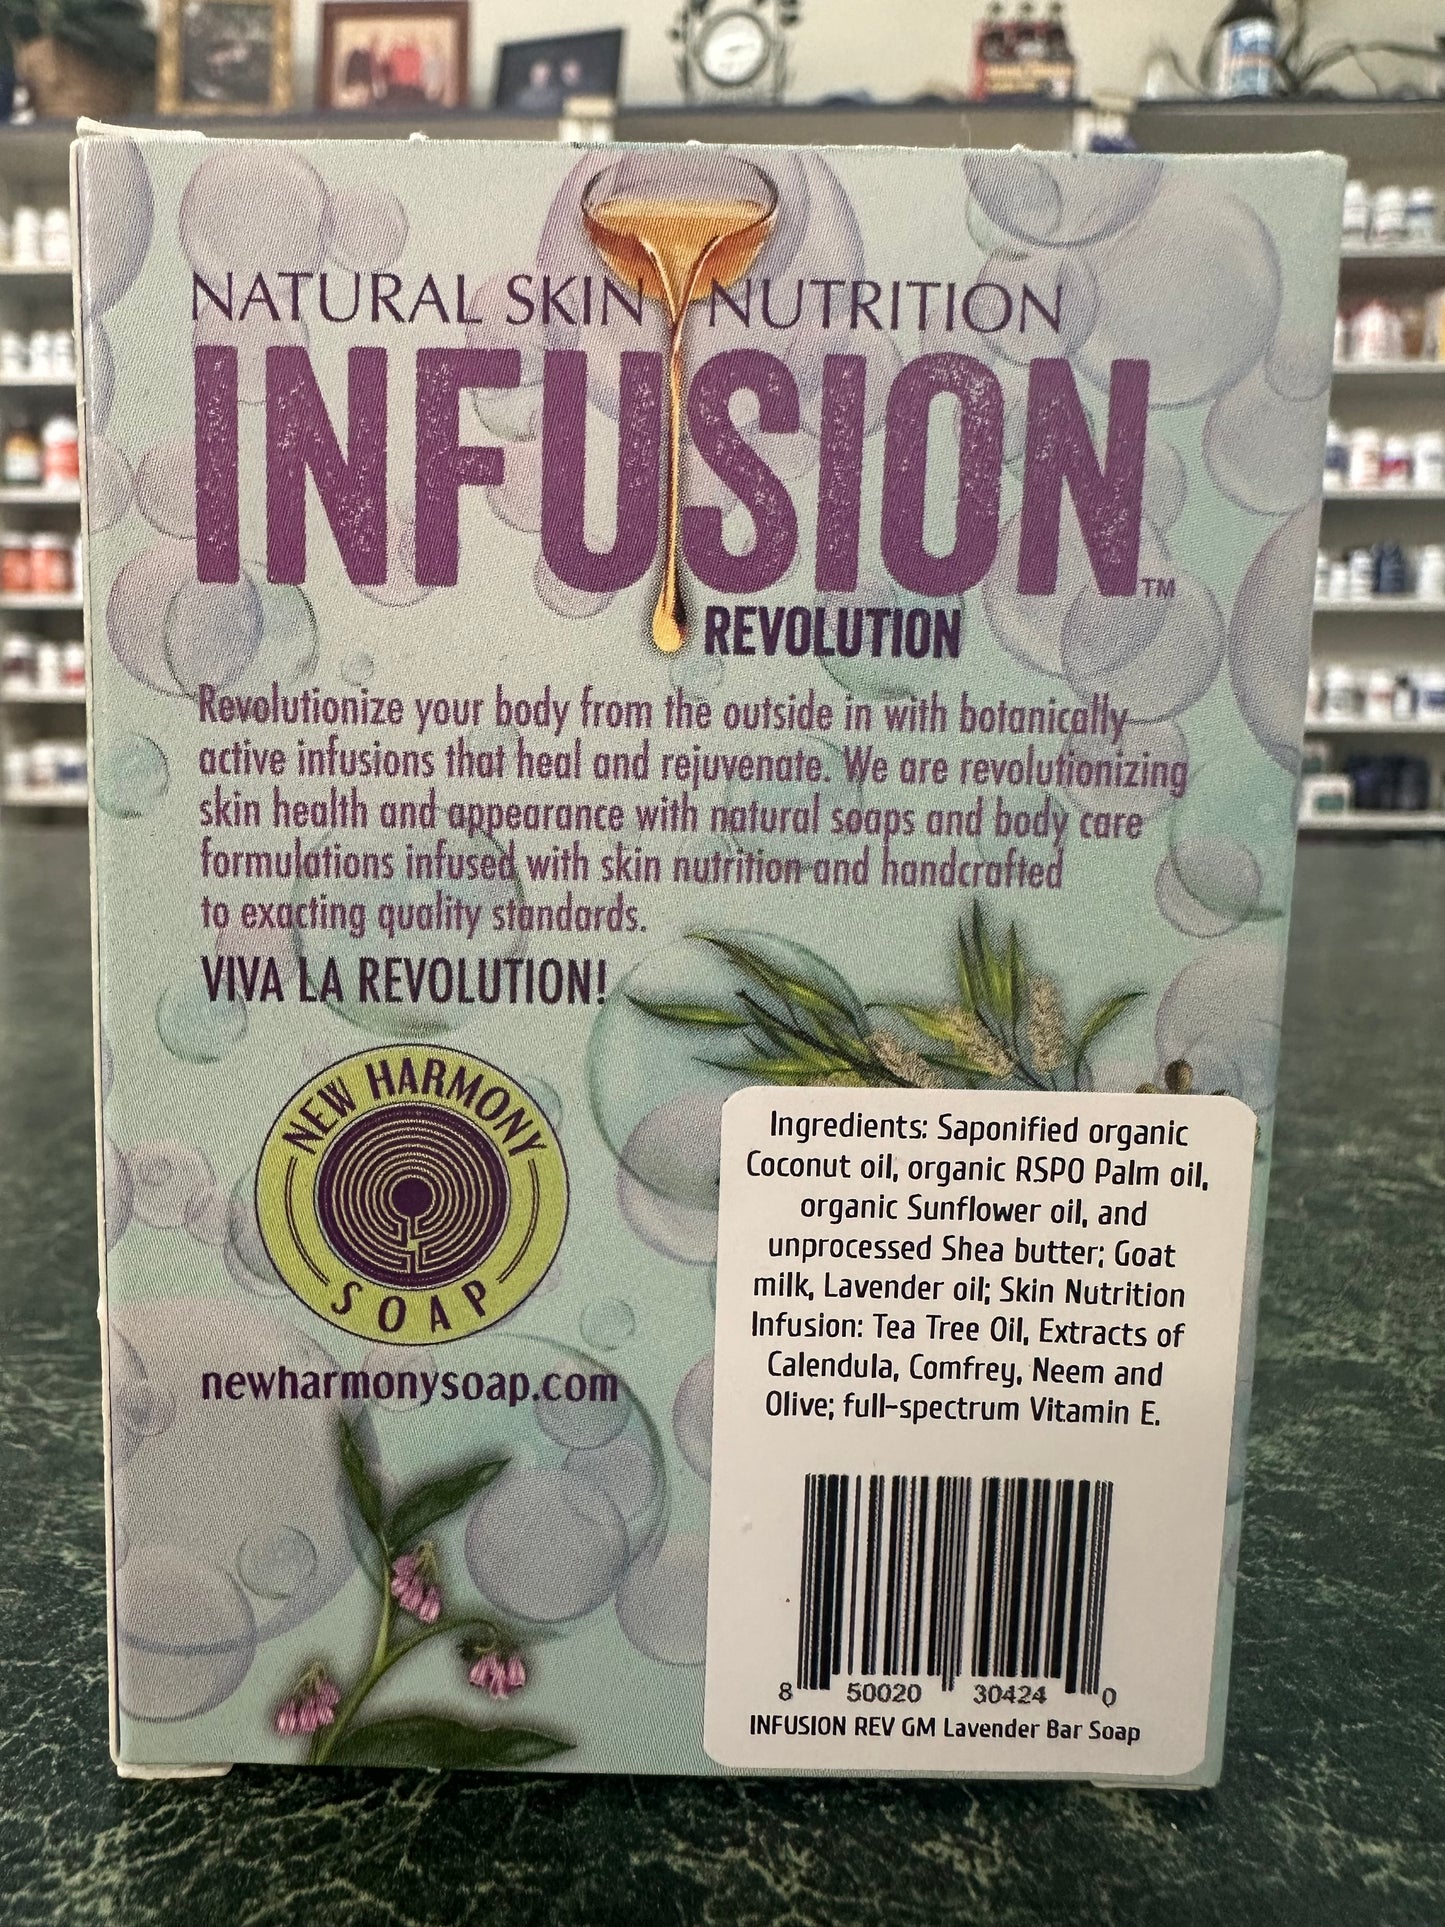 NATURAL SKIN NUTRITION
INFUSION™
REVOLUTION
Revolutionize your body from the outside in with botanically
active infusions that heal and rejuvenate. We are revolutionizing
skin health and appearance with natural soaps and body care
formulations infused with skin nutrition and handcrafted
to exacting quality standards.
VIVA LA REVOLUTION!
NEW HARMONY
SOAP
newharmonysoap.com
Ingredients: Saponified organic
Coconut oil, organic RSPO Palm oil,
organic Sunflower oil, and
unprocessed Shea butter; Goat
milk, Lavender oil; Skin Nutrition
Infusion: Tea Tree Oil, Extracts of
Calendula, Comfrey, Neem and
Olive; full-spectrum Vitamin E.
8 50020 30424 0
INFUSION REV GM Lavender Bar Soap